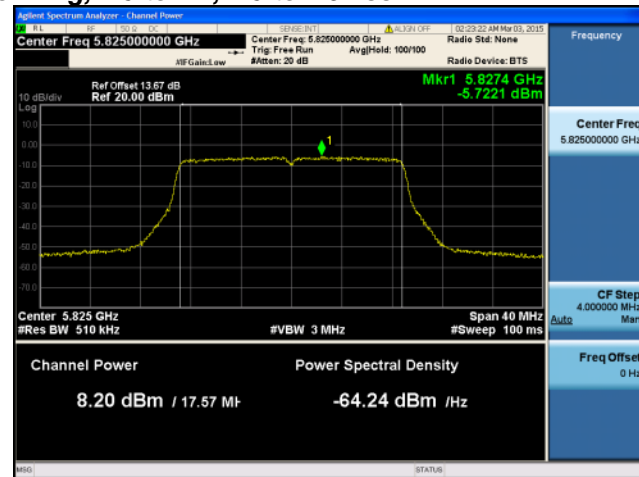 Agilent Spectrum Analyzer - Channel Power
RL RF 50 Ω DC SENSE:INT ALIGN OFF 02:23:22 AM Mar 03, 2015
Center Freq 5.825000000 GHz
Center Freq: 5.825000000 GHz
Radio Std: None
Trig: Free Run Avg|Hold: 100/100
#IFGain:Low #Atten: 20 dB Radio Device: BTS
Frequency
Mkr1 5.8274 GHz
-5.7221 dBm
Ref Offset 13.67 dB
10 dB/div Ref 20.00 dBm
Log
10.0
0.00
-10.0
-20.0
-30.0
-40.0
-50.0
-60.0
-70.0
1
Center Freq
5.825000000 GHz
CF Step
4.000000 MHz
Auto Man
Freq Offset
0 Hz
Center 5.825 GHz Span 40 MHz
#Res BW 510 kHz #VBW 3 MHz #Sweep 100 ms
Channel Power Power Spectral Density
8.20 dBm / 17.57 MH -64.24 dBm /Hz
MSG STATUS